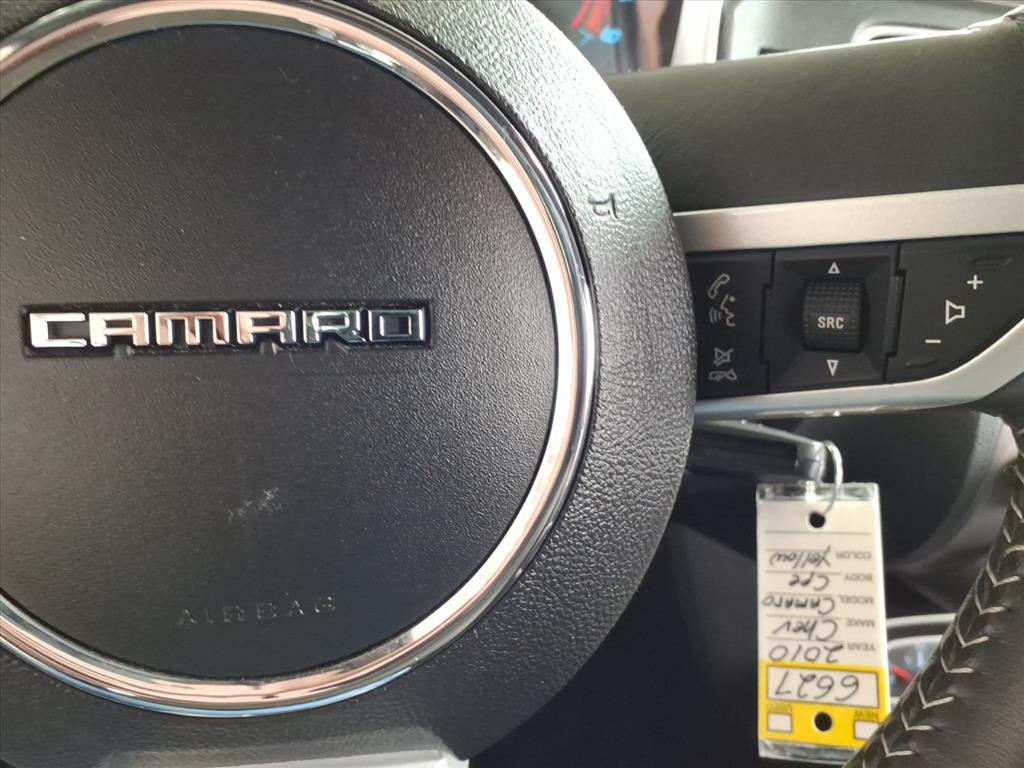 CAMARO
AIRBAG
SRC
+
−
NEW
USED
6627
YEAR 2010
MAKE Chev
MODEL CAMARO
BODY Cpe
COLOR Yellow